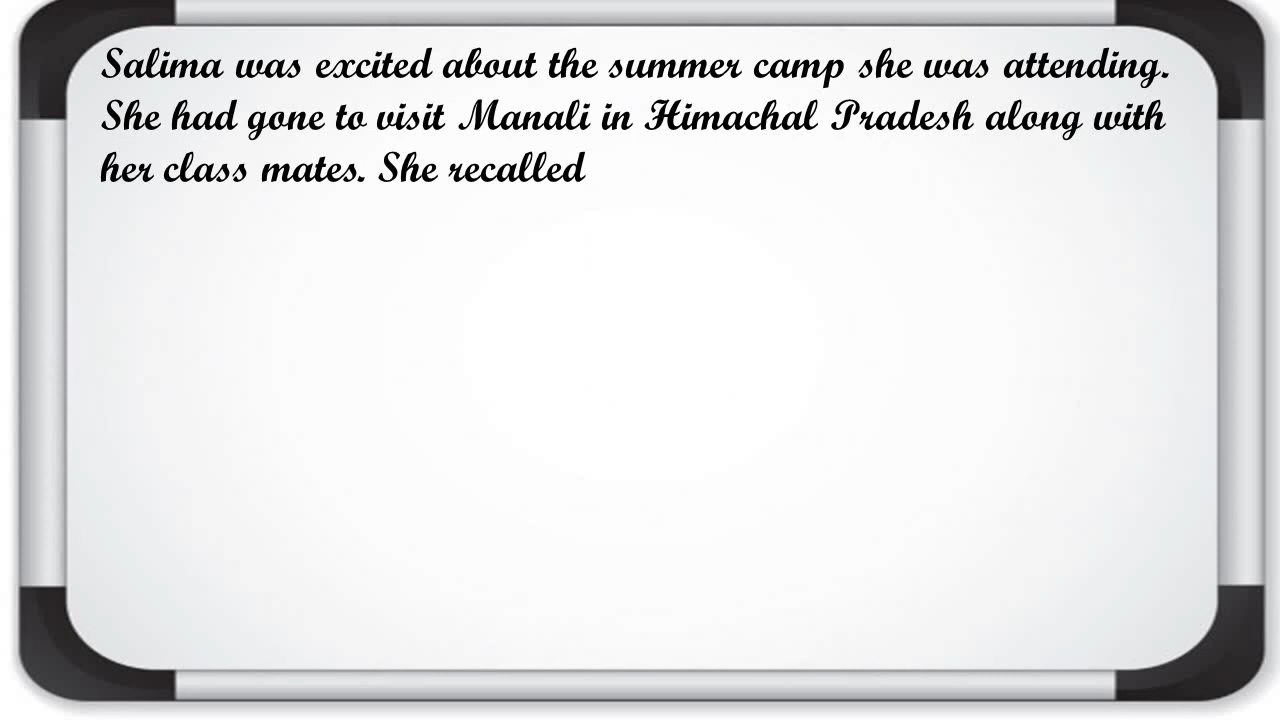 Salima was excited about the summer camp she was attending.
She had gone to visit Manali in Himachal Pradesh along with
her class mates. She recalled